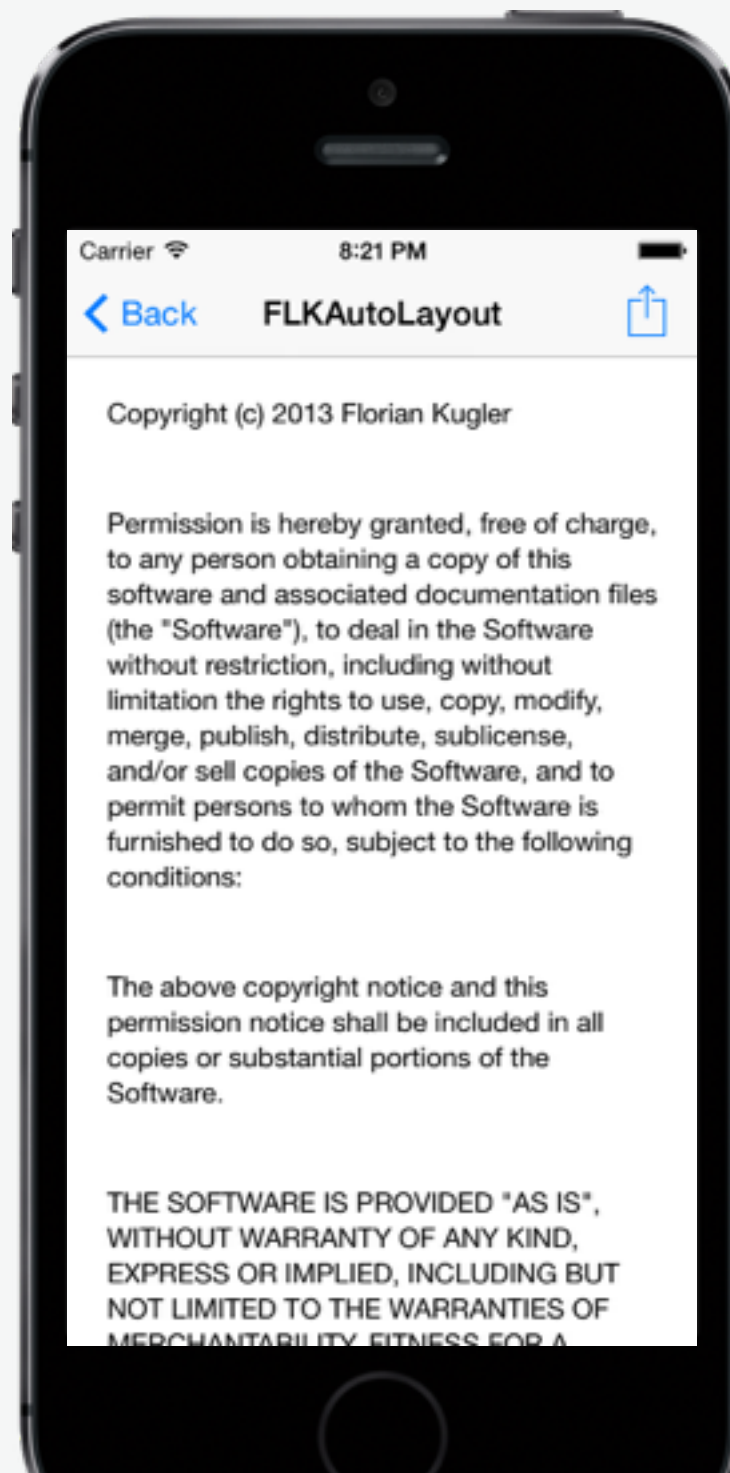 Carrier
8:21 PM
Back
FLKAutoLayout
Copyright (c) 2013 Florian Kugler
Permission is hereby granted, free of charge,
to any person obtaining a copy of this
software and associated documentation files
(the "Software"), to deal in the Software
without restriction, including without
limitation the rights to use, copy, modify,
merge, publish, distribute, sublicense,
and/or sell copies of the Software, and to
permit persons to whom the Software is
furnished to do so, subject to the following
conditions:
The above copyright notice and this
permission notice shall be included in all
copies or substantial portions of the
Software.
THE SOFTWARE IS PROVIDED "AS IS",
WITHOUT WARRANTY OF ANY KIND,
EXPRESS OR IMPLIED, INCLUDING BUT
NOT LIMITED TO THE WARRANTIES OF
MERCHANTABILITY, FITNESS FOR A